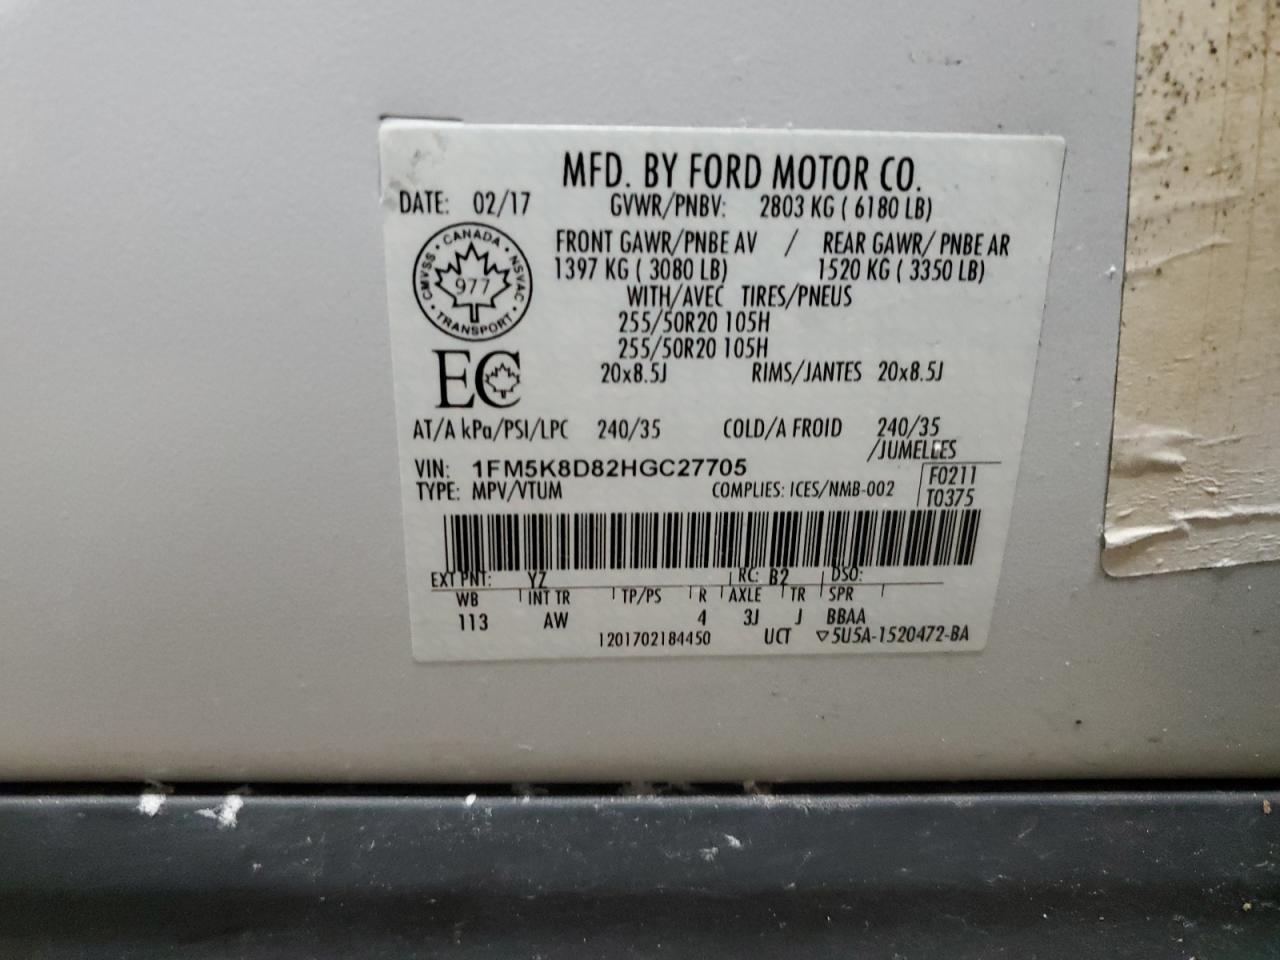 MFD. BY FORD MOTOR CO.
DATE: 02/17 GVWR/PNBV: 2803 KG ( 6180 LB)
FRONT GAWR/PNBE AV / REAR GAWR/ PNBE AR
1397 KG ( 3080 LB) 1520 KG ( 3350 LB)
WITH/AVEC TIRES/PNEUS
255/50R20 105H
255/50R20 105H
20x8.5J RIMS/JANTES 20x8.5J
CANADA
CMVSS NSVAC
977
TRANSPORT
EC
AT/A kPa/PSI/LPC 240/35 COLD/A FROID 240/35
/JUMELEES
VIN: 1FM5K8D82HGC27705 F0211
TYPE: MPV/VTUM COMPLIES: ICES/NMB-002 T0375
EXT PNT: YZ RC: B2 DSO:
WB INT TR TP/PS R AXLE TR SPR
113 AW 4 3J J BBAA
1201702184450 UCT ▽5U5A-1520472-BA